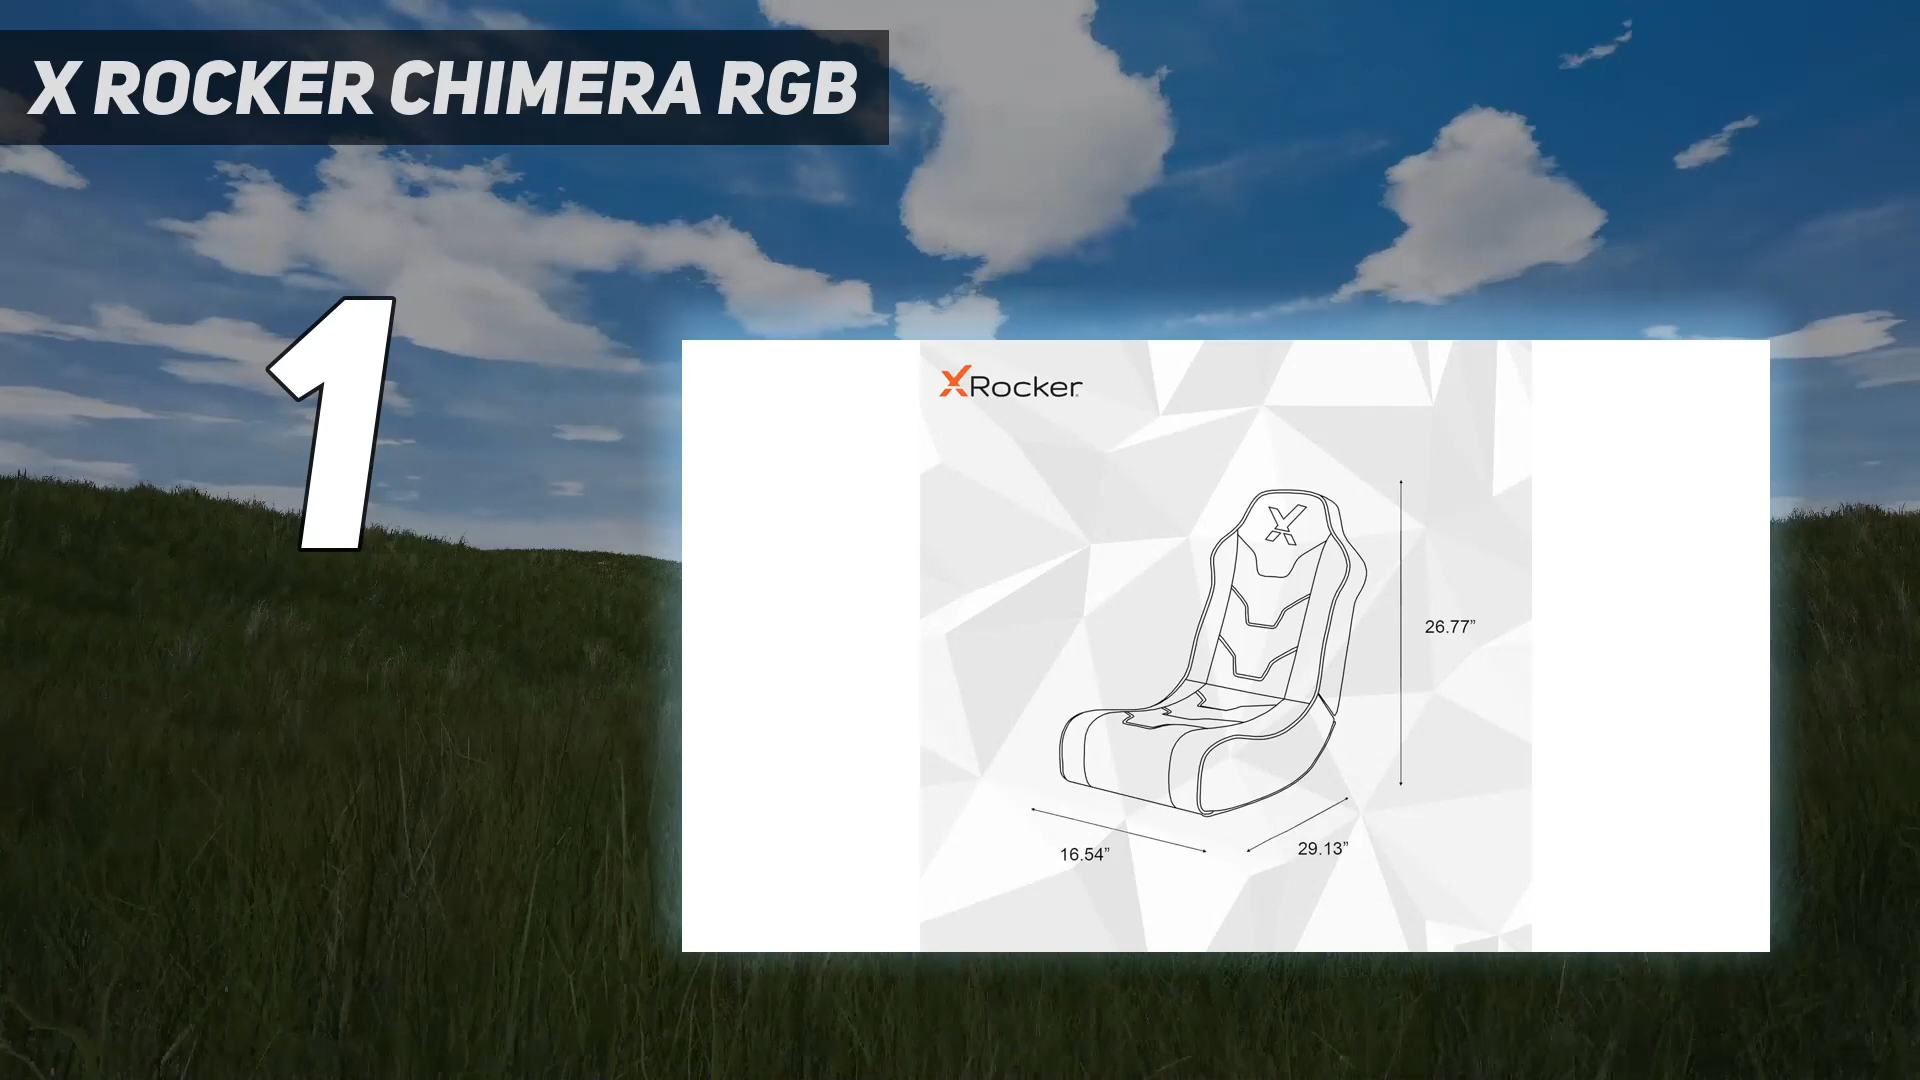 X ROCKER CHIMERA RGB
1
XRocker
26.77”
16.54”
29.13”